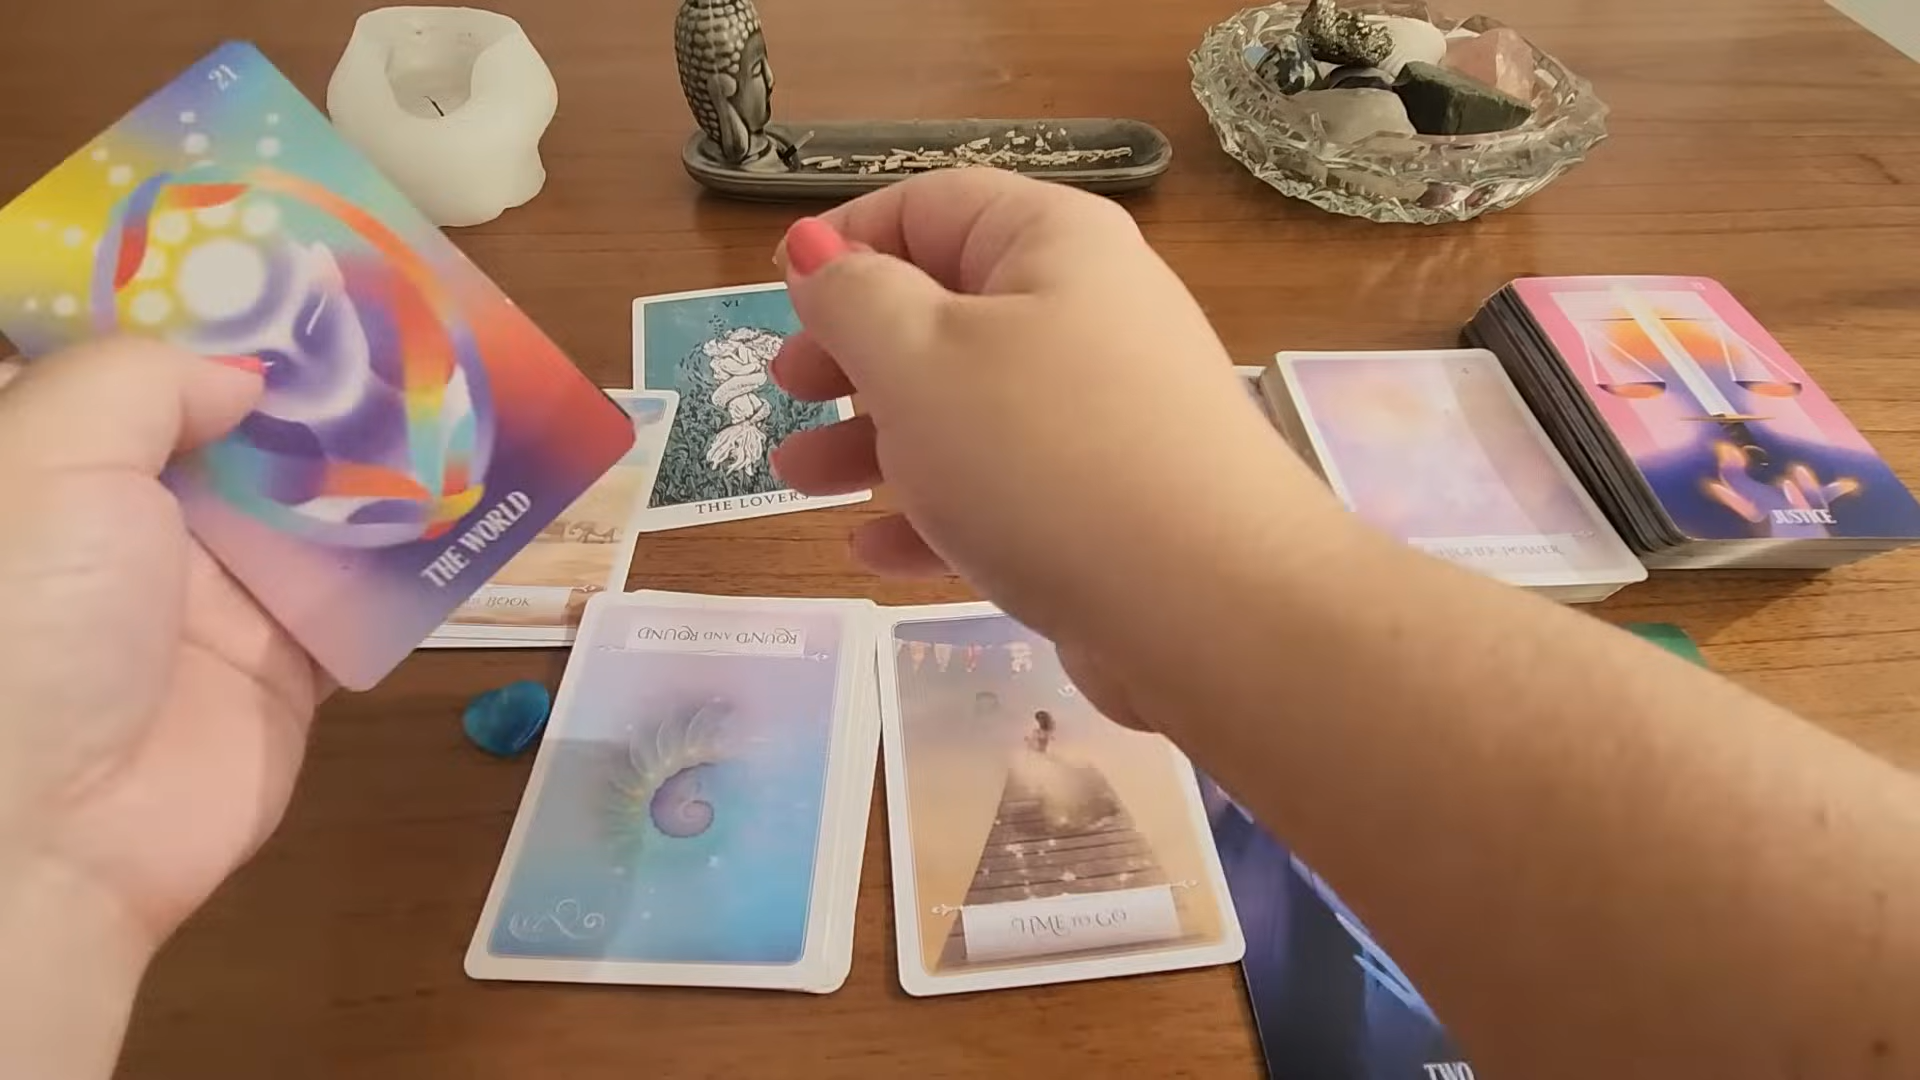 21
VI
THE LOVERS
THE WORLD
JUSTICE
HIGHER POWER
BOOK
ROUND AND ROUND
TIME TO GO
TWO